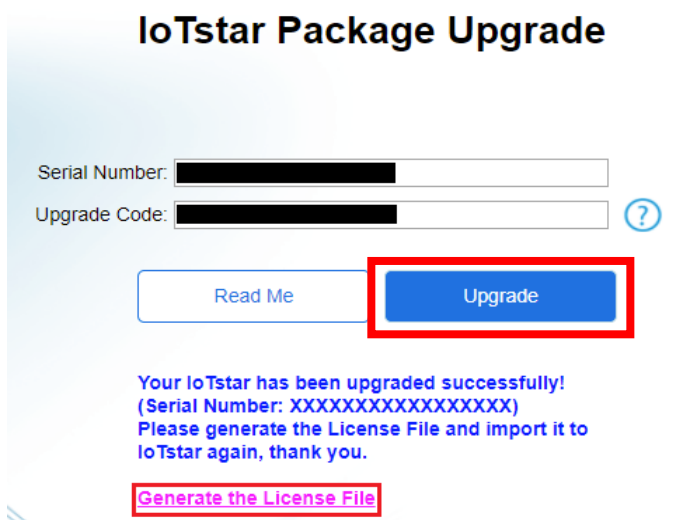 IoTstar Package Upgrade
Serial Number:
Upgrade Code:
?
Read Me
Upgrade
Your IoTstar has been upgraded successfully!
(Serial Number: XXXXXXXXXXXXXXXXX)
Please generate the License File and import it to
IoTstar again, thank you.
Generate the License File